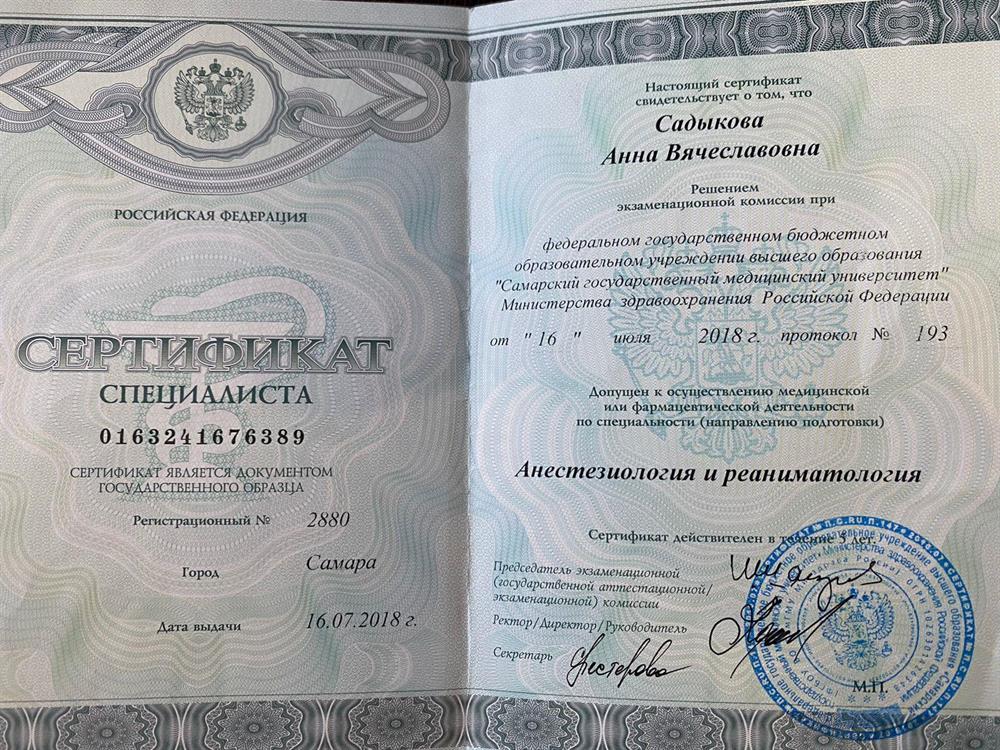 РОССИЙСКАЯ ФЕДЕРАЦИЯ
СЕРТИФИКАТ
СПЕЦИАЛИСТА
0163241676389
СЕРТИФИКАТ ЯВЛЯЕТСЯ ДОКУМЕНТОМ
ГОСУДАРСТВЕННОГО ОБРАЗЦА
Регистрационный № 2880
Город Самара
Дата выдачи 16.07.2018 г.
Настоящий сертификат
свидетельствует о том, что
Садыкова
Анна Вячеславовна
Решением
экзаменационной комиссии при
федеральном государственном бюджетном
образовательном учреждении высшего образования
"Самарский государственный медицинский университет"
Министерства здравоохранения Российской Федерации
от "16" июля 2018 г. протокол № 193
Допущен к осуществлению медицинской
или фармацевтической деятельности
по специальности (направлению подготовки)
Анестезиология и реаниматология
Сертификат действителен в течение 5 лет.
Председатель экзаменационной
(государственной аттестационной/
экзаменационной) комиссии
Ректор/Директор/Руководитель
Секретарь Нестерова
М.П.